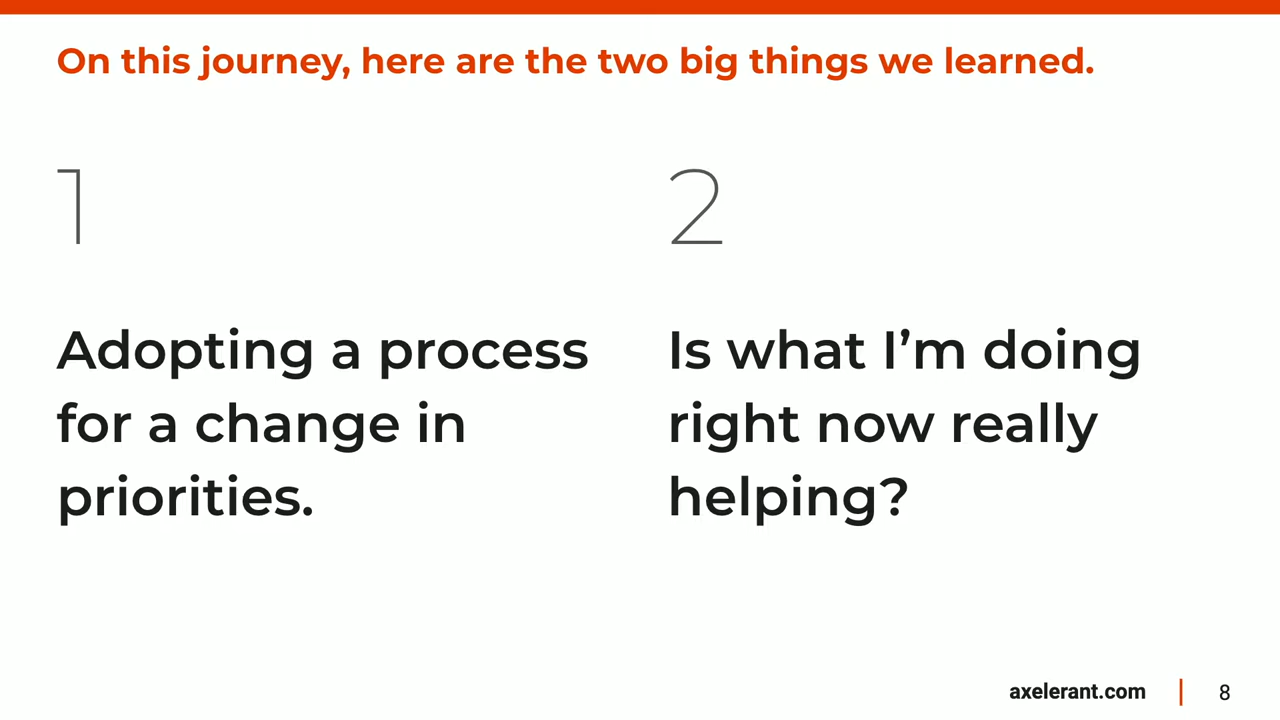 On this journey, here are the two big things we learned.
1
Adopting a process
for a change in
priorities.
2
Is what I’m doing
right now really
helping?
axelerant.com | 8